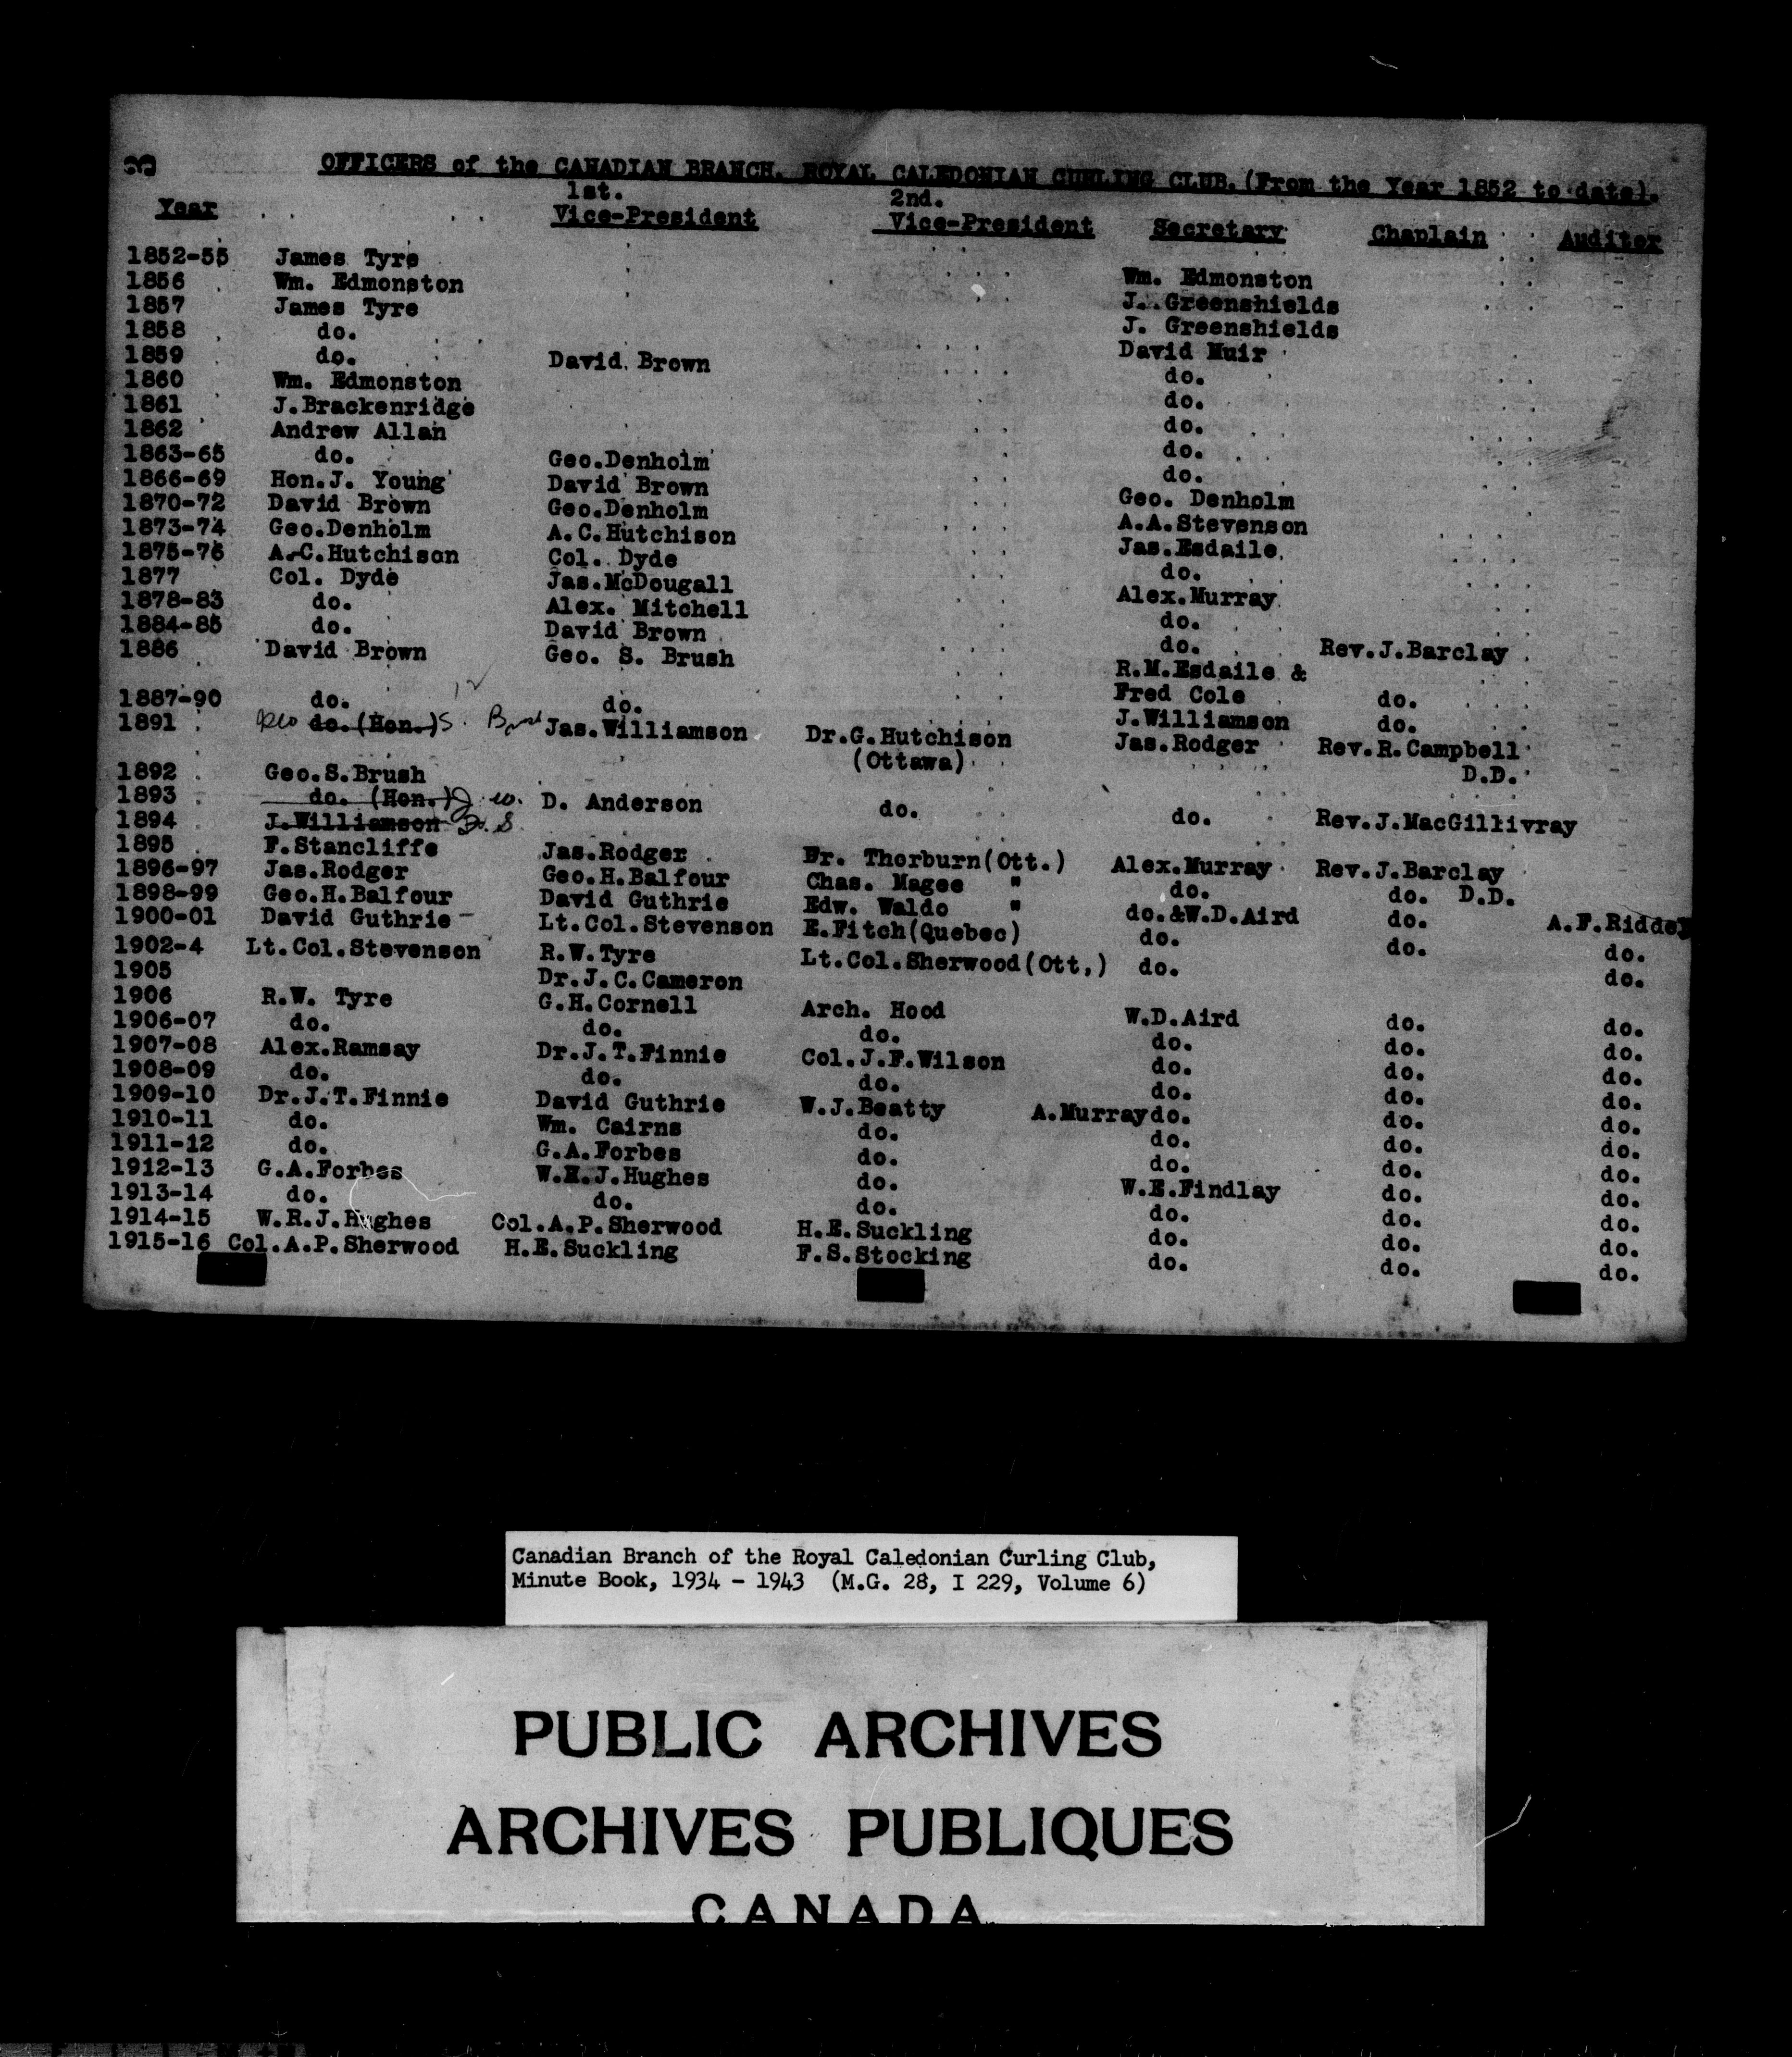 OFFICERS of the CANADIAN BRANCH. ROYAL CALEDONIAN CURLING CLUB. (From the Year 1852 to date).
1st. 2nd.
Year Vice-President Vice-President Secretary Chaplain Auditor
1852-55 James Tyre Wm. Edmonston
1856 Wm. Edmonston J. Greenshields
1857 James Tyre J. Greenshields
1858 do. David Muir
1859 do. David Brown do.
1860 Wm. Edmonston do.
1861 J.Brackenridge do.
1862 Andrew Allan do.
1863-65 do. Geo.Denholm do.
1866-69 Hon.J. Young David Brown Geo. Denholm
1870-72 David Brown Geo.Denholm A.A.Stevenson
1873-74 Geo.Denholm A.C.Hutchison Jas.Esdaile
1875-76 A.C.Hutchison Col. Dyde do.
1877 Col. Dyde Jas.McDougall Alex.Murray
1878-83 do. Alex. Mitchell do.
1884-85 do. David Brown do. Rev.J.Barclay
1886 David Brown Geo. S. Brush R.M.Esdaile &
Fred Cole do.
1887-90 do. do. J.Williamson do.
1891 Geo do. (Hon.) S. Brush Jas.Williamson Dr.G.Hutchison Jas.Rodger Rev.R.Campbell
(Ottawa) D.D.
1892 Geo.S.Brush
1893 do. (Hon.) J. W. D. Anderson do. do. Rev.J.MacGillivray
1894 J.Williamson F. S.
1895 F.Stancliffe Jas.Rodger Fr. Thorburn(Ott.) Alex.Murray Rev.J.Barclay
1896-97 Jas.Rodger Geo.H.Balfour Chas. Magee " do. do. D.D.
1898-99 Geo.H.Balfour David Guthrie Edw. Waldo " do.&W.D.Aird do. A.F.Riddel
1900-01 David Guthrie Lt.Col.Stevenson E.Fitch(Quebec) do. do. do.
1902-4 Lt.Col.Stevenson R.W.Tyre Lt.Col.Sherwood(Ott,) do. do.
1905 Dr.J.C.Cameron
1906 R.W. Tyre G.H.Cornell Arch. Hood W.D.Aird do. do.
1906-07 do. do. do. do. do. do.
1907-08 Alex.Ramsay Dr.J.T.Finnie Col.J.F.Wilson do. do. do.
1908-09 do. do. do. do. do. do.
1909-10 Dr.J.T.Finnie David Guthrie W.J.Beatty A.Murray do. do. do.
1910-11 do. Wm. Cairns do. do. do. do.
1911-12 do. G.A.Forbes do. do. do. do.
1912-13 G.A.Forbes W.H.J.Hughes do. W.E.Findlay do. do.
1913-14 do. do. do. do. do. do.
1914-15 W.R.J.Hughes Col.A.P.Sherwood H.E.Suckling do. do. do.
1915-16 Col.A.P.Sherwood H.E.Suckling F.S.Stocking do. do. do.
Canadian Branch of the Royal Caledonian Curling Club,
Minute Book, 1934 - 1943 (M.G. 28, I 229, Volume 6)
PUBLIC ARCHIVES
ARCHIVES PUBLIQUES
CANADA